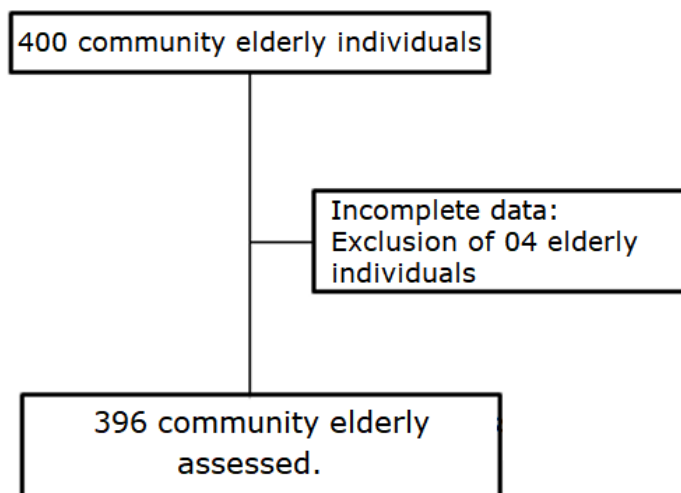 400 community elderly individuals
Incomplete data:
Exclusion of 04 elderly
individuals
396 community elderly
assessed.